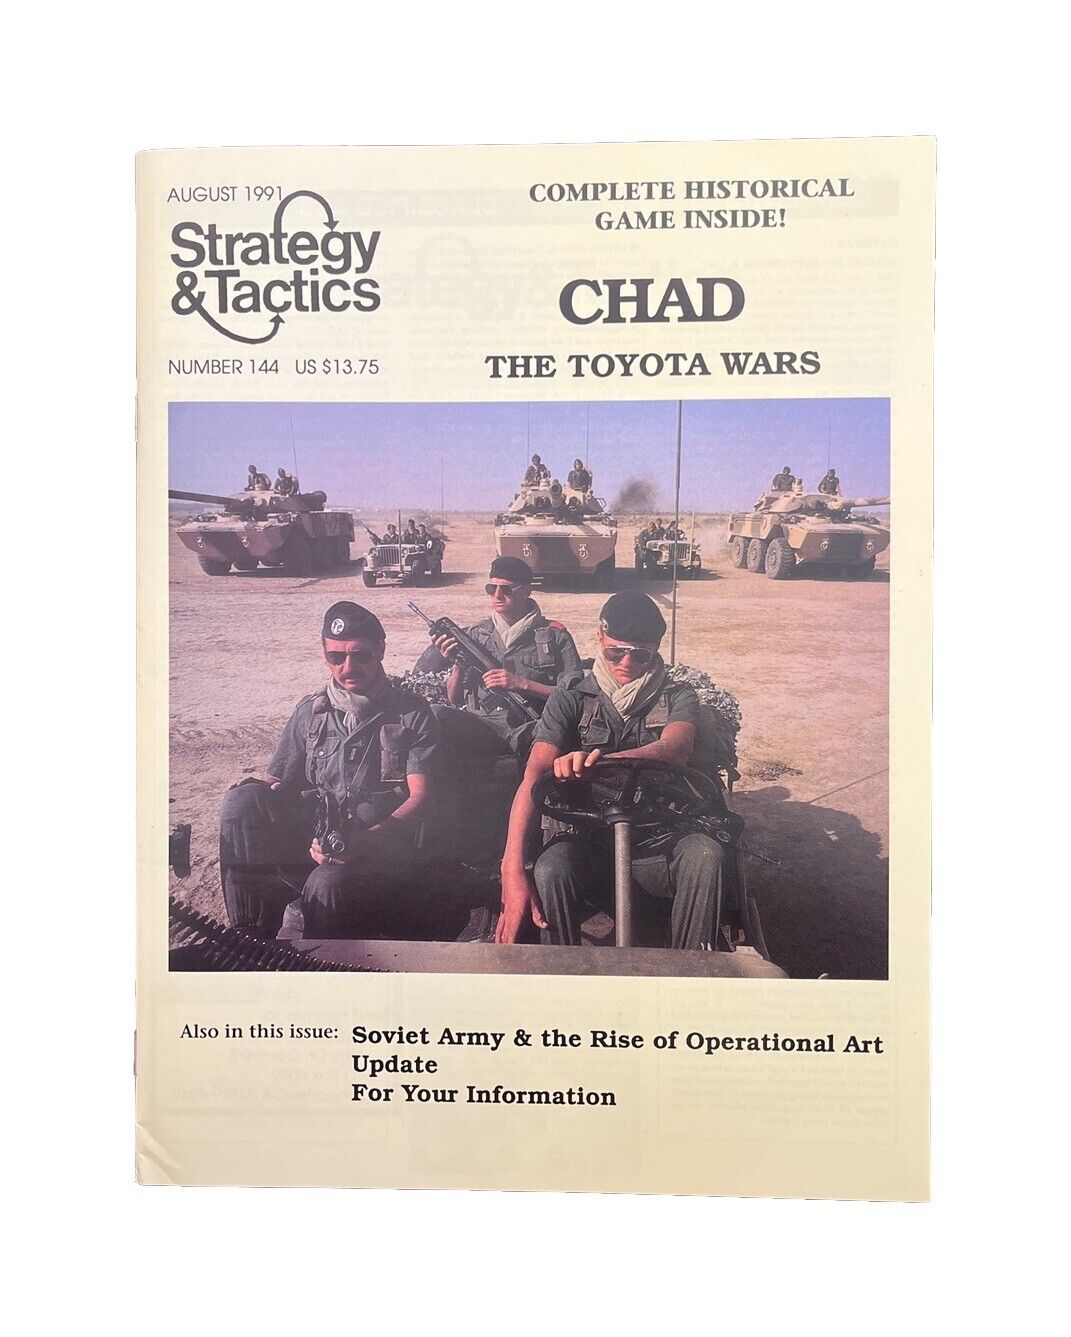 AUGUST 1991
Strategy
& Tactics
NUMBER 144 US $13.75
COMPLETE HISTORICAL
GAME INSIDE!
CHAD
THE TOYOTA WARS
Also in this issue: Soviet Army & the Rise of Operational Art
Update
For Your Information